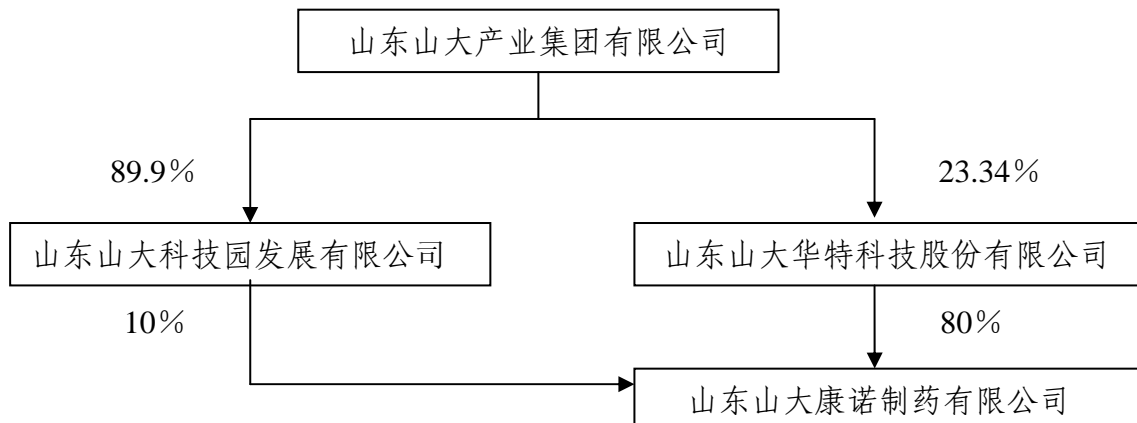 山东山大产业集团有限公司
89.9％
23.34％
山东山大科技园发展有限公司
山东山大华特科技股份有限公司
10％
80％
山东山大康诺制药有限公司